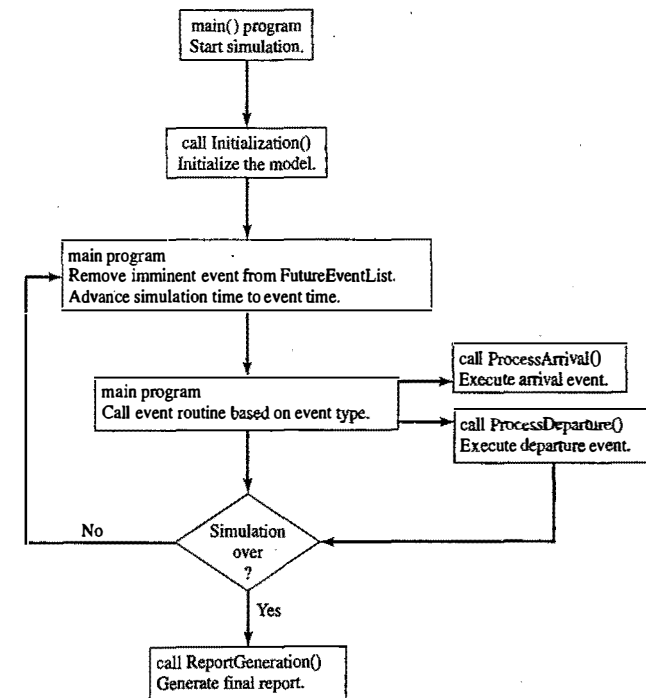 main() program
Start simulation.
call Initialization()
Initialize the model.
main program
Remove imminent event from FutureEventList.
Advance simulation time to event time.
main program
Call event routine based on event type.
call ProcessArrival()
Execute arrival event.
call ProcessDeparture()
Execute departure event.
No
Simulation
over
?
Yes
call ReportGeneration()
Generate final report.